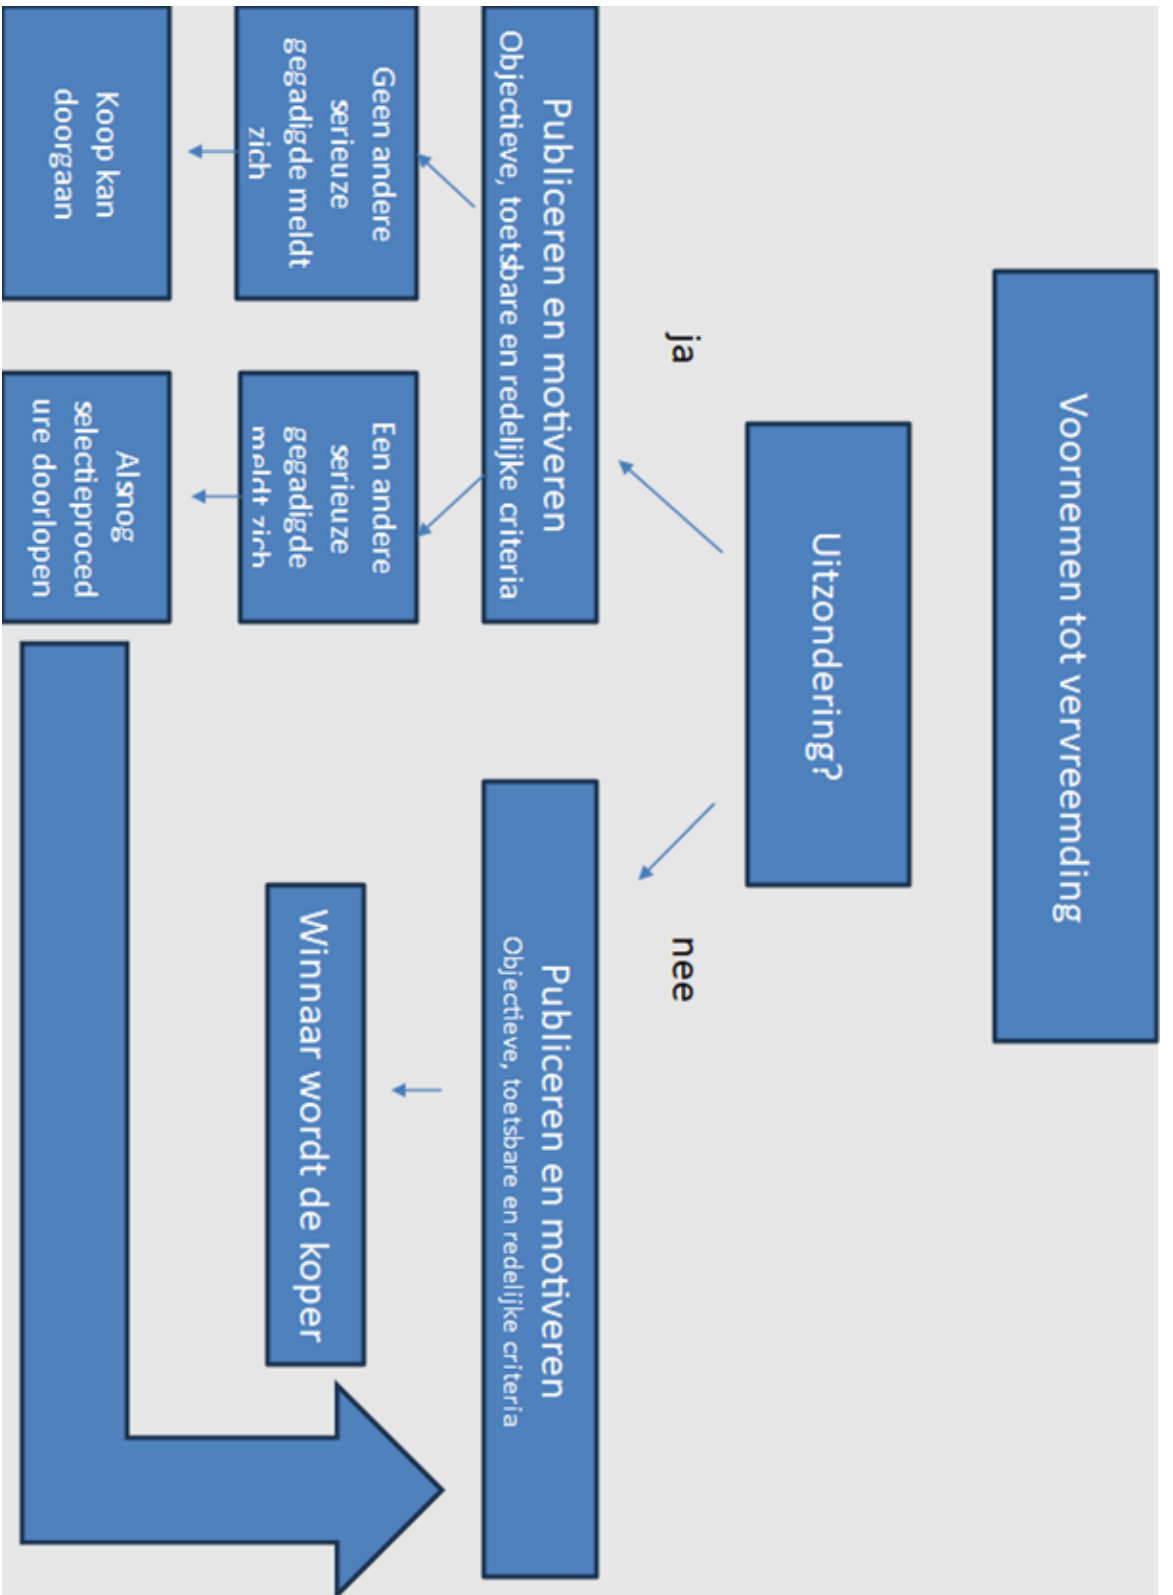 Voornemen tot vervreemding
Uitzondering?
ja
nee
Publiceren en motiveren
Objectieve, toetsbare en redelijke criteria
Publiceren en motiveren
Objectieve, toetsbare en redelijke criteria
Geen andere
serieuze
gegadigde meldt
zich
Een andere
serieuze
gegadigde
meldt zich
Winnaar wordt de koper
Koop kan
doorgaan
Alsnog
selectieproced
ure doorlopen